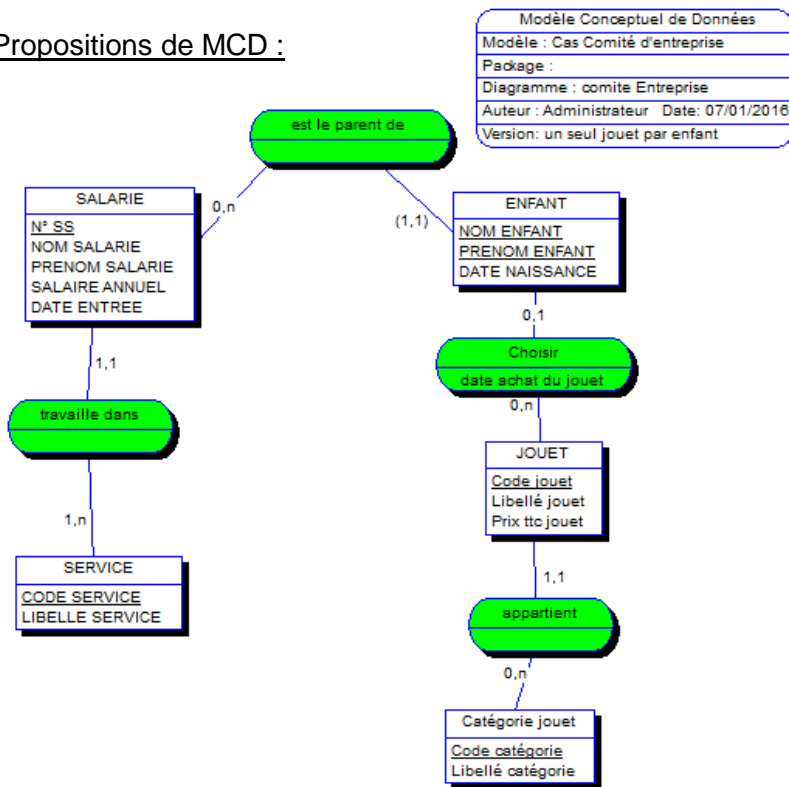 Propositions de MCD :
Modèle Conceptuel de Données
Modèle : Cas Comité d'entreprise
Package :
Diagramme : comite Entreprise
Auteur : Administrateur Date: 07/01/2016
Version: un seul jouet par enfant
est le parent de
0,n
(1,1)
SALARIE
N° SS
NOM SALARIE
PRENOM SALARIE
SALAIRE ANNUEL
DATE ENTREE
ENFANT
NOM ENFANT
PRENOM ENFANT
DATE NAISSANCE
1,1
0,1
travaille dans
Choisir
date achat du jouet
1,n
0,n
SERVICE
CODE SERVICE
LIBELLE SERVICE
JOUET
Code jouet
Libellé jouet
Prix ttc jouet
1,1
appartient
0,n
Catégorie jouet
Code catégorie
Libellé catégorie